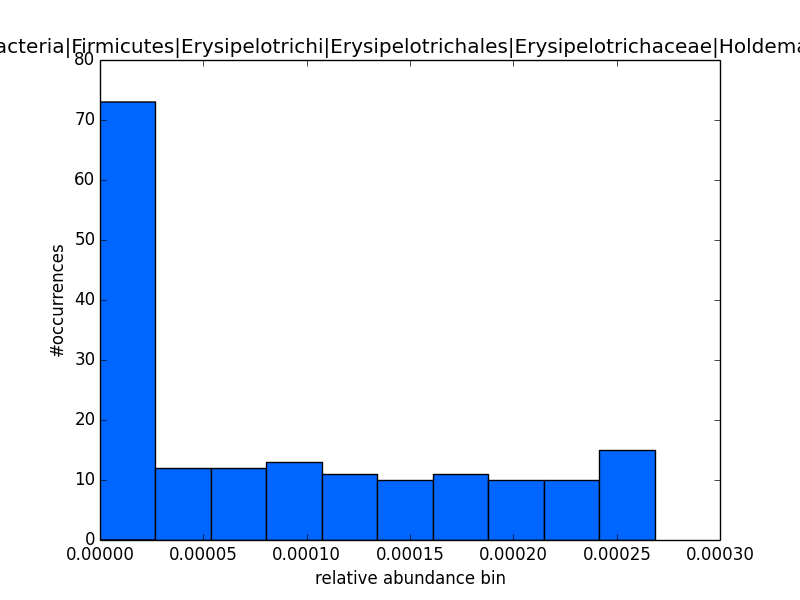 acteria|Firmicutes|Erysipelotrichi|Erysipelotrichales|Erysipelotrichaceae|Holdema
80
70
60
50
40
30
20
10
0
#occurrences
0.00000 0.00005 0.00010 0.00015 0.00020 0.00025 0.00030
relative abundance bin